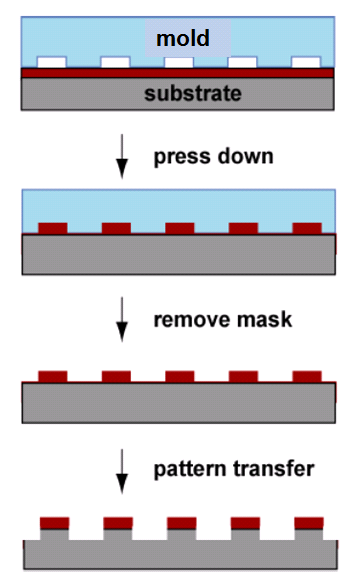 mold
substrate
press down
remove mask
pattern transfer